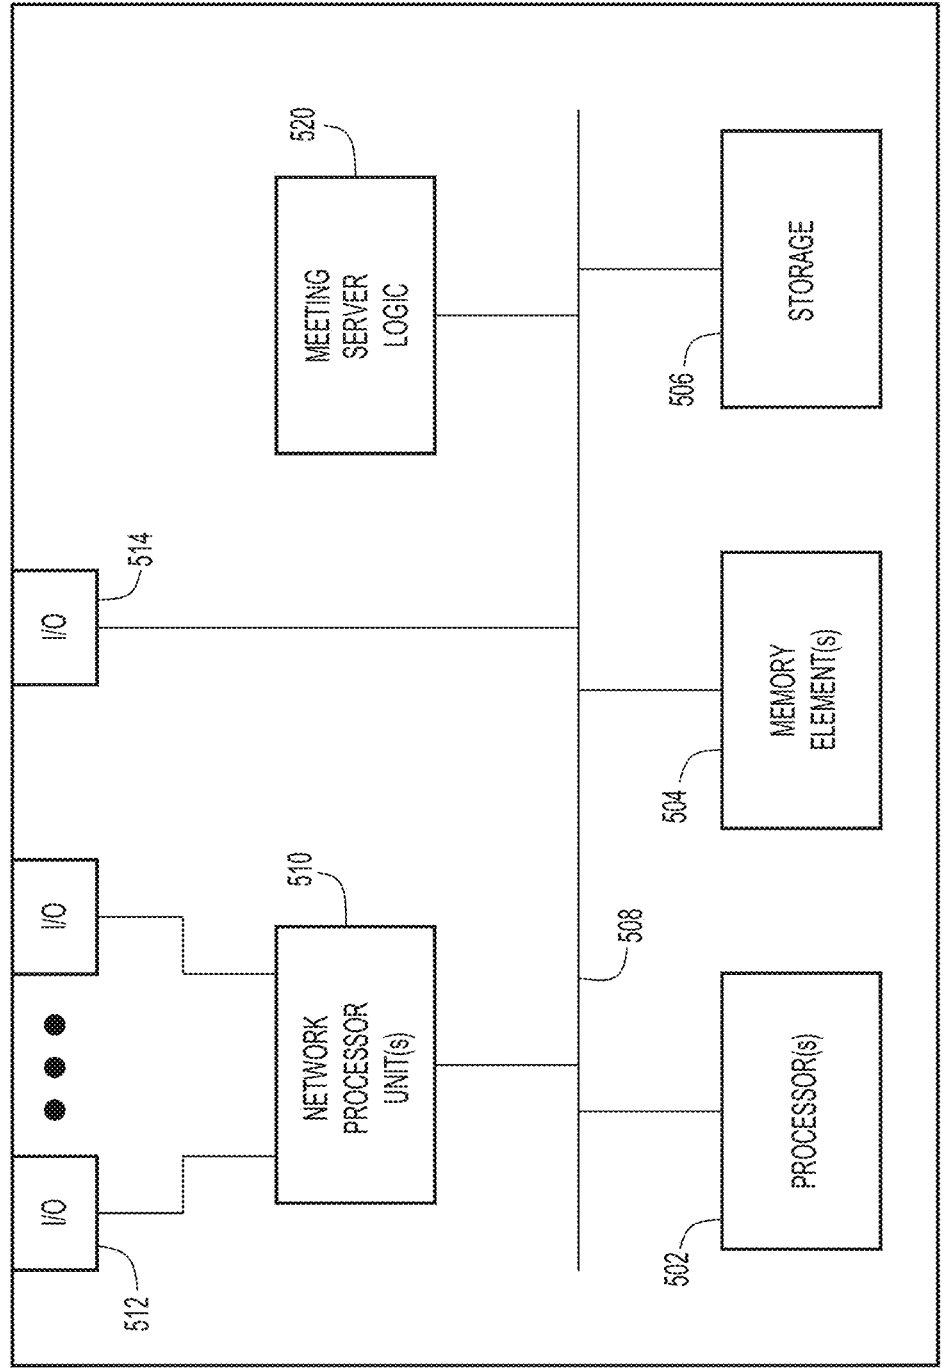 I/O
I/O
I/O
512
514
NETWORK
PROCESSOR
UNIT(s)
510
MEETING
SERVER
LOGIC
520
508
502
PROCESSOR(s)
504
MEMORY
ELEMENT(s)
506
STORAGE